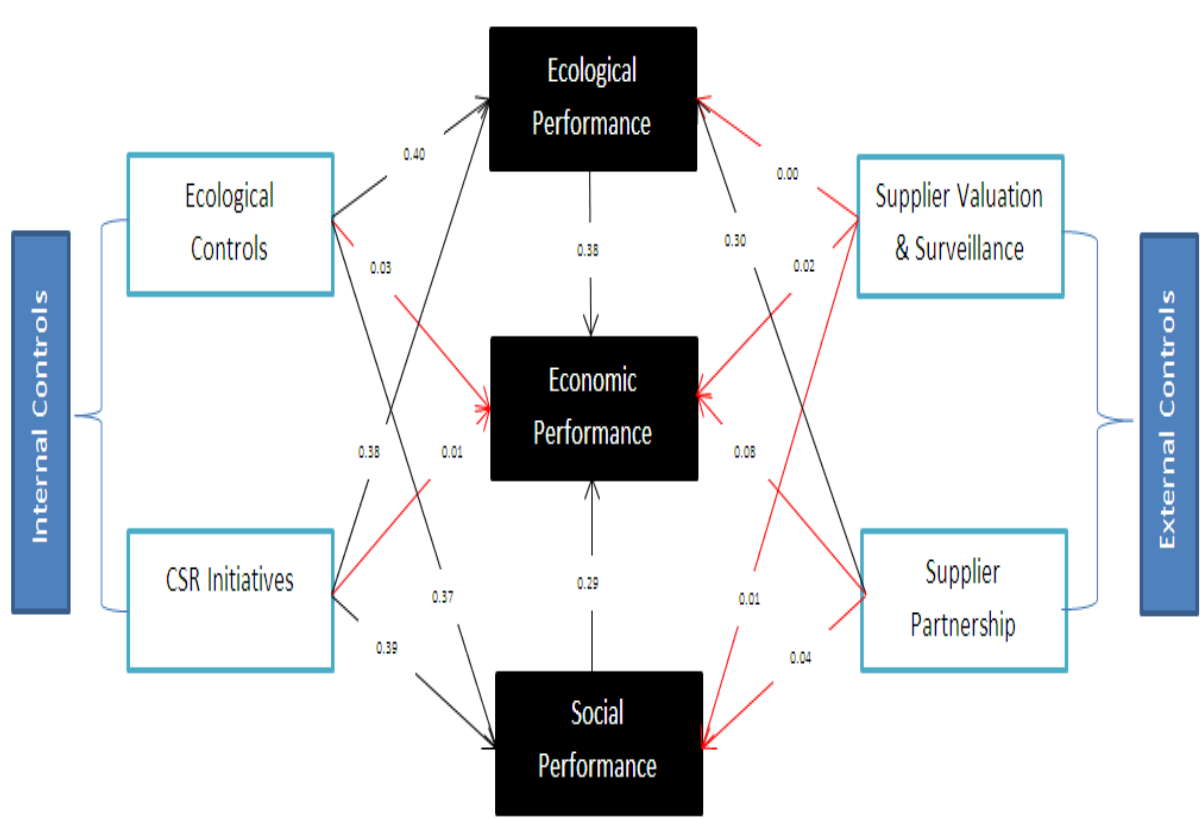 Ecological
Performance
0.40
0.00
Ecological
Controls
Supplier Valuation
& Surveillance
0.30
0.38
0.03
0.02
Internal Controls
External Controls
Economic
Performance
0.38
0.01
0.08
CSR Initiatives
Supplier
Partnership
0.29
0.37
0.01
0.39
0.04
Social
Performance